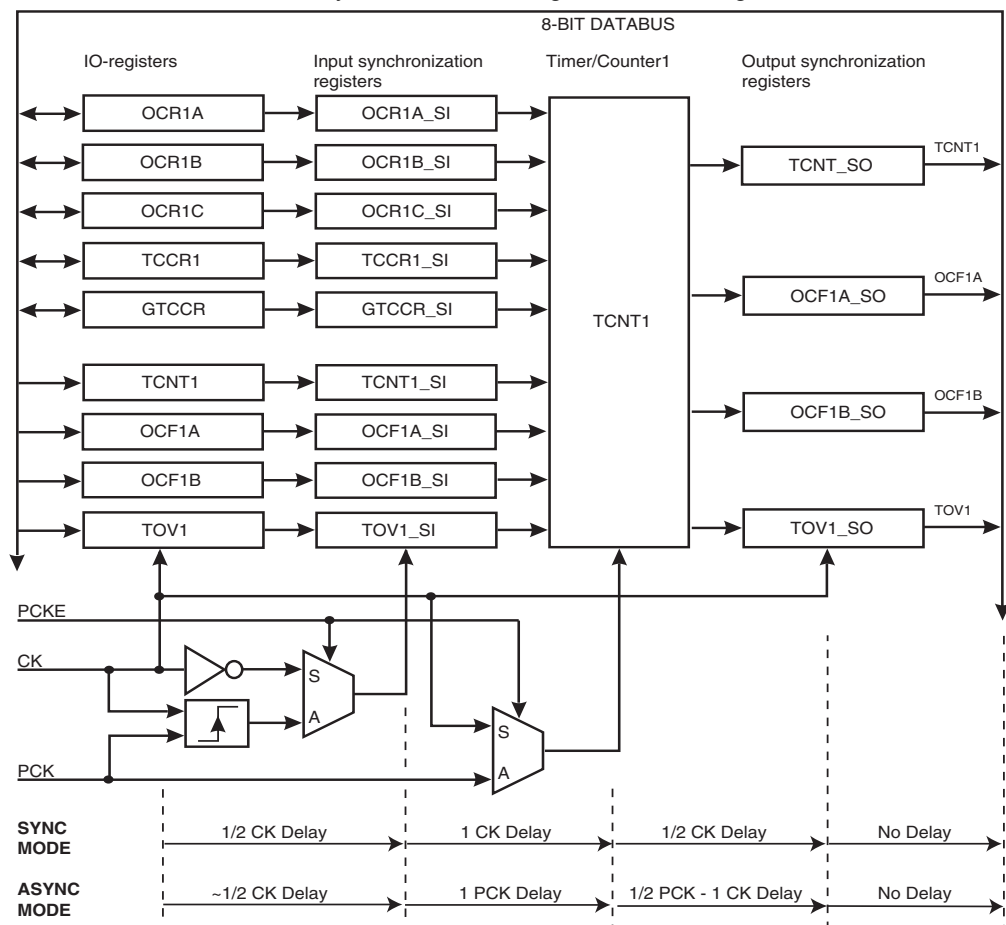 8-BIT DATABUS
IO-registers
Input synchronization
registers
Timer/Counter1
Output synchronization
registers
OCR1A
OCR1A_SI
OCR1B
OCR1B_SI
OCR1C
OCR1C_SI
TCCR1
TCCR1_SI
GTCCR
GTCCR_SI
TCNT1
TCNT1_SI
OCF1A
OCF1A_SI
OCF1B
OCF1B_SI
TOV1
TOV1_SI
TCNT1
TCNT_SO
TCNT1
OCF1A_SO
OCF1A
OCF1B_SO
OCF1B
TOV1_SO
TOV1
PCKE
CK
S
A
S
A
PCK
SYNC
MODE
1/2 CK Delay
1 CK Delay
1/2 CK Delay
No Delay
ASYNC
MODE
~1/2 CK Delay
1 PCK Delay
1/2 PCK - 1 CK Delay
No Delay